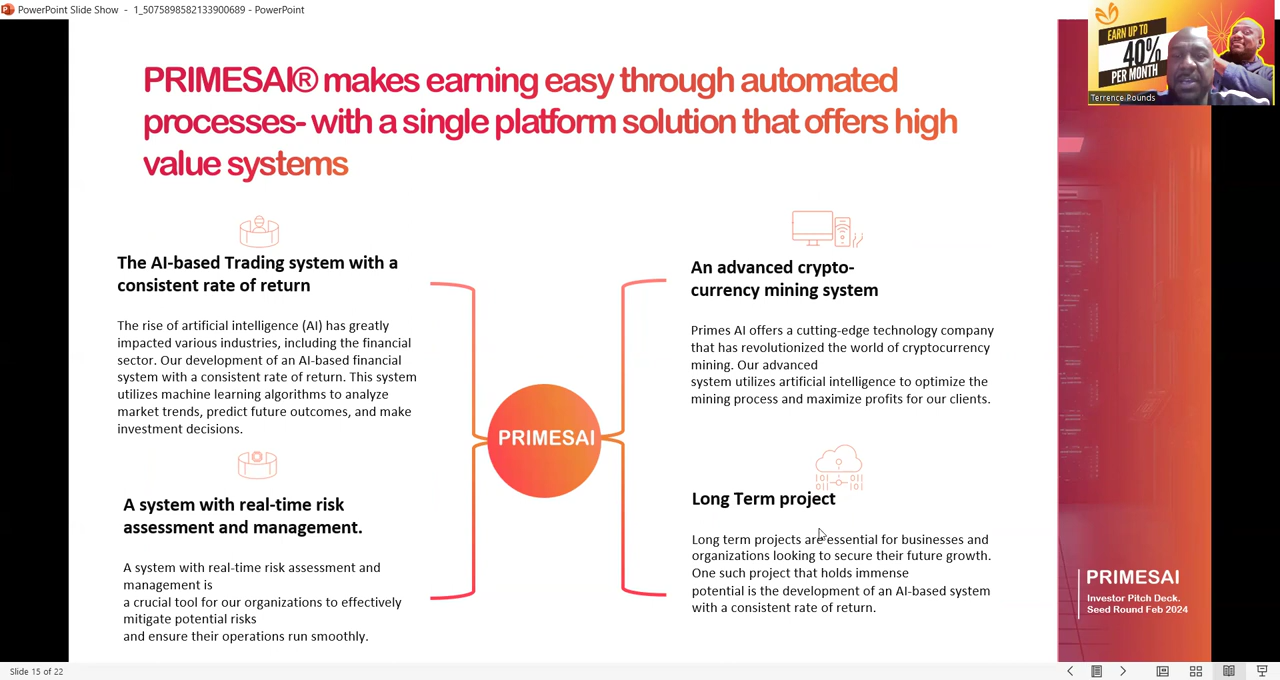 PowerPoint Slide Show - 1_5075898582133900689 - PowerPoint
EARN UP TO
40%
PER MONTH
Terrence Pounds
PRIMESAI® makes earning easy through automated
processes- with a single platform solution that offers high
value systems
The AI-based Trading system with a
consistent rate of return
The rise of artificial intelligence (AI) has greatly
impacted various industries, including the financial
sector. Our development of an AI-based financial
system with a consistent rate of return. This system
utilizes machine learning algorithms to analyze
market trends, predict future outcomes, and make
investment decisions.
A system with real-time risk
assessment and management.
A system with real-time risk assessment and
management is
a crucial tool for our organizations to effectively
mitigate potential risks
and ensure their operations run smoothly.
PRIMESAI
An advanced crypto-
currency mining system
Primes AI offers a cutting-edge technology company
that has revolutionized the world of cryptocurrency
mining. Our advanced
system utilizes artificial intelligence to optimize the
mining process and maximize profits for our clients.
Long Term project
Long term projects are essential for businesses and
organizations looking to secure their future growth.
One such project that holds immense
potential is the development of an AI-based system
with a consistent rate of return.
PRIMESAI
Investor Pitch Deck.
Seed Round Feb 2024
Slide 15 of 22